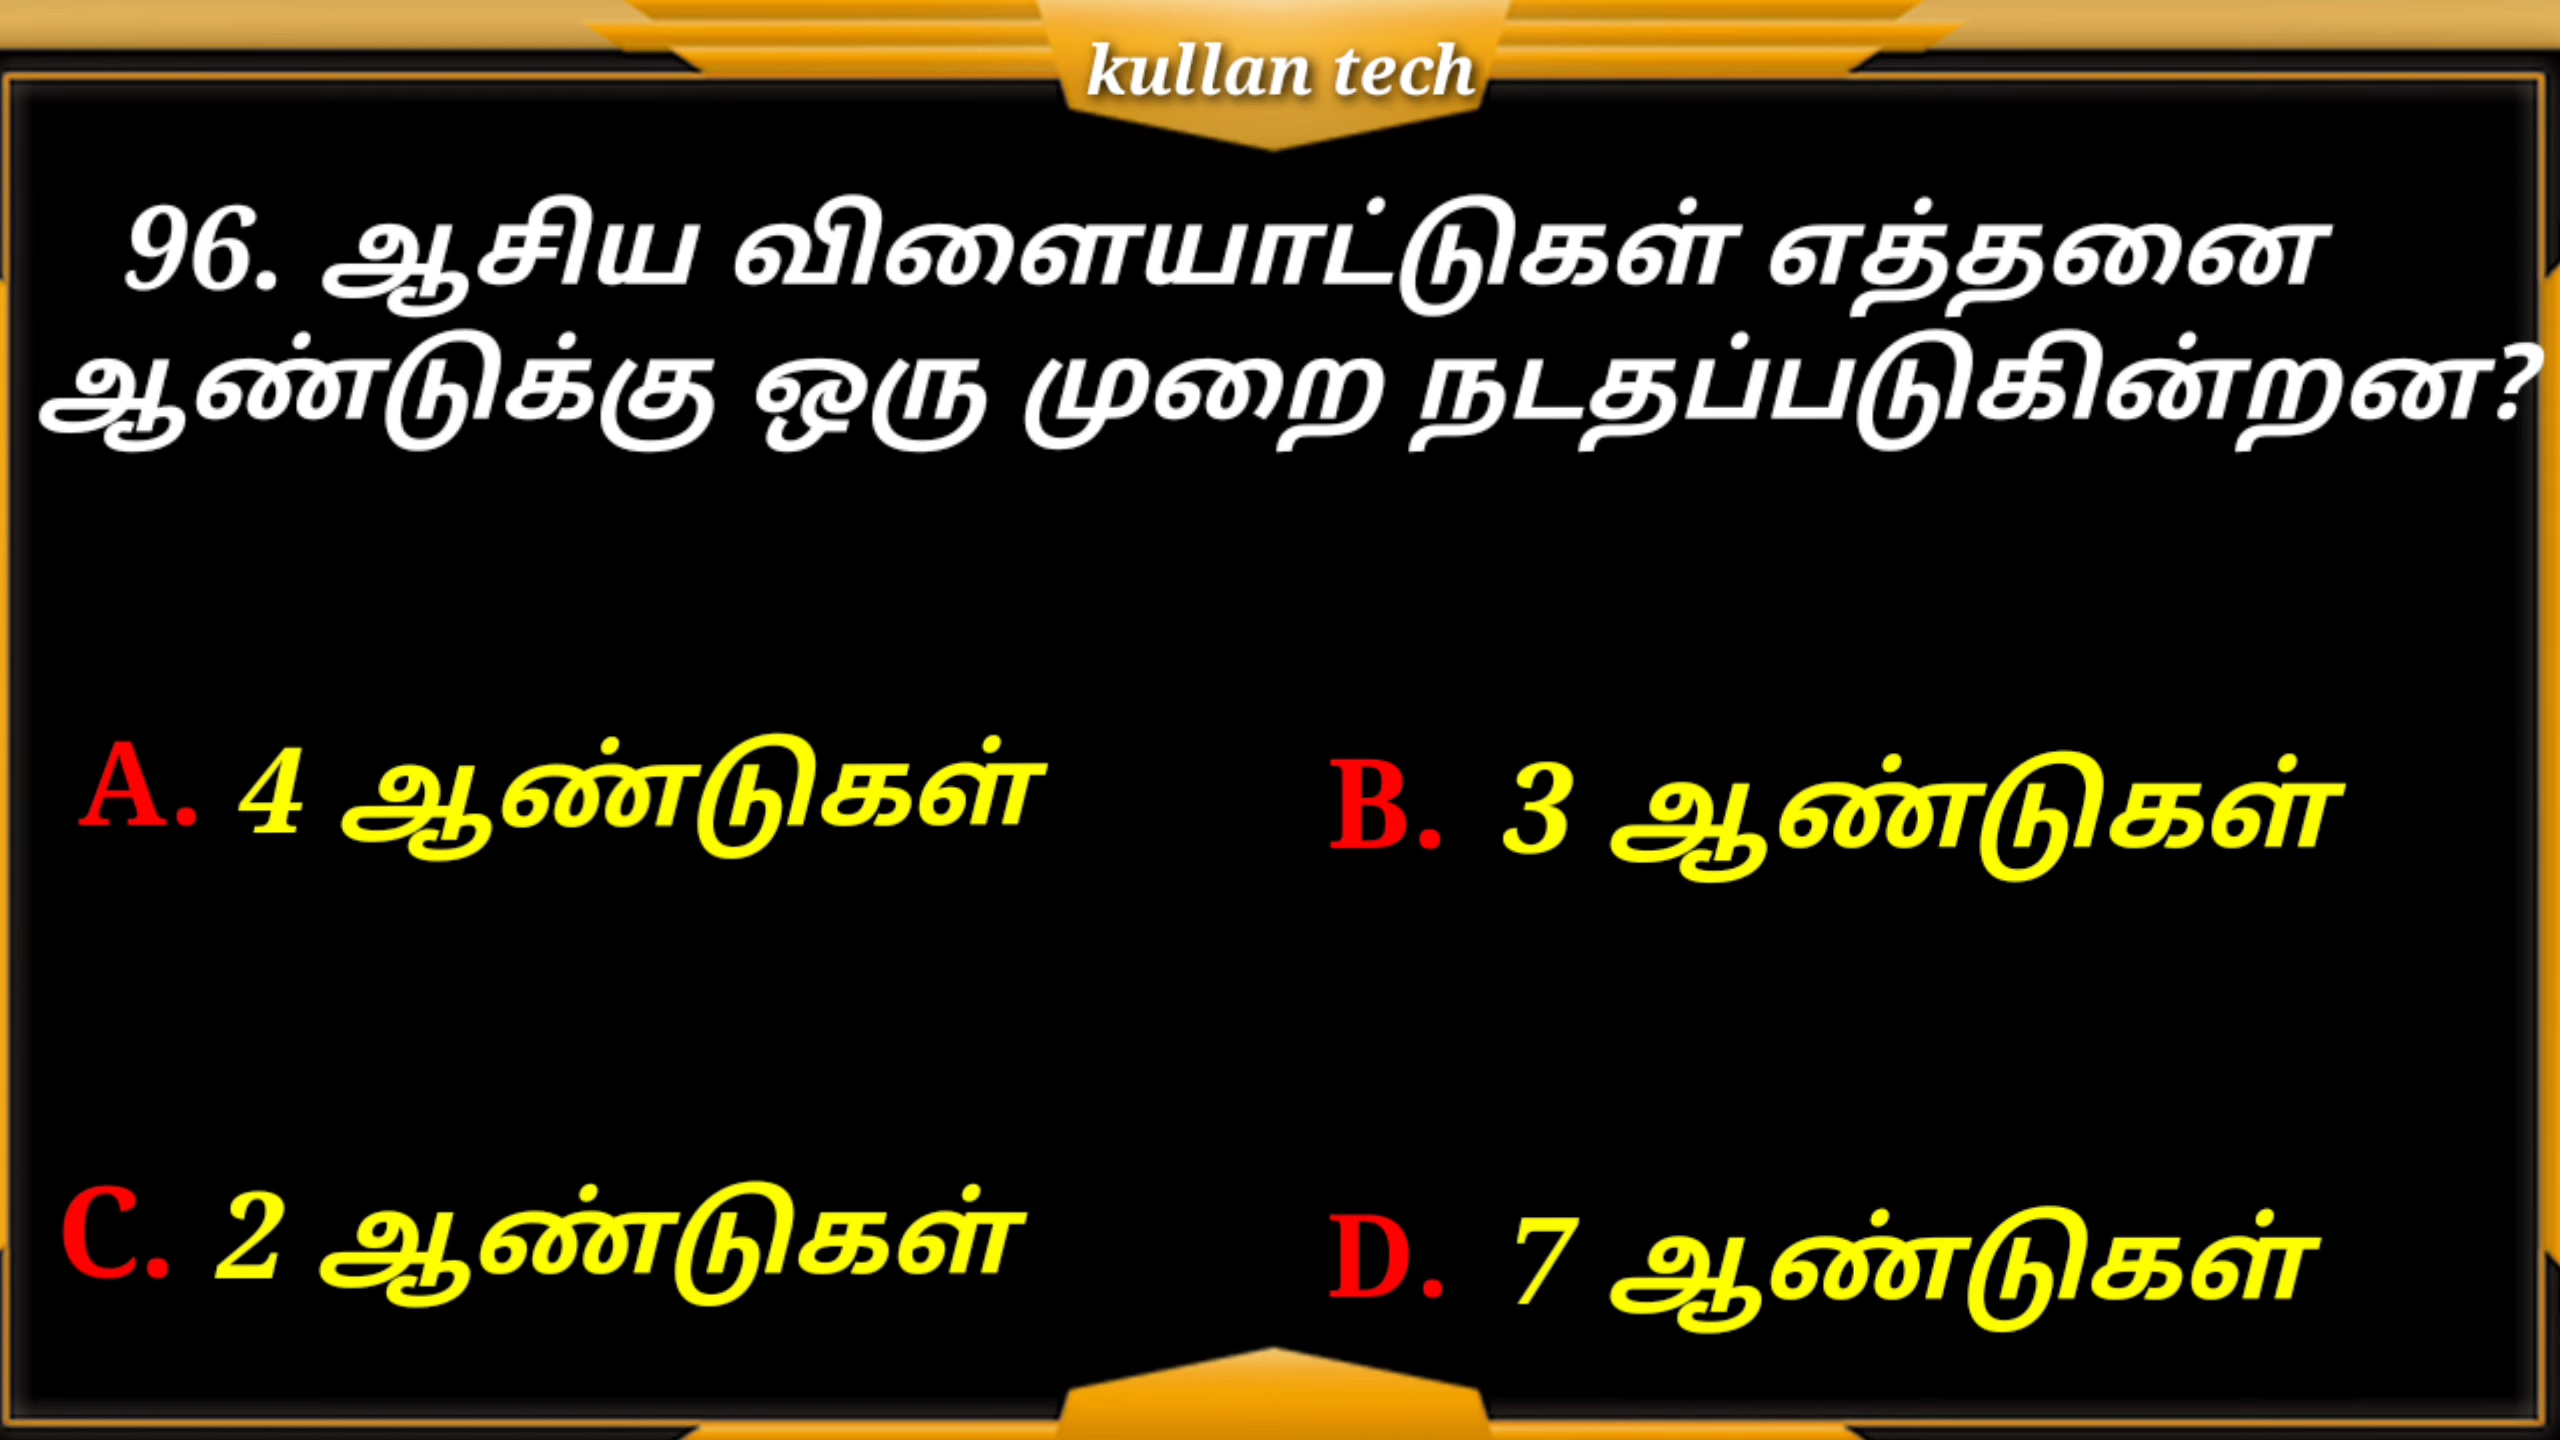 kullan tech
96. ஆசிய விளையாட்டுகள் எத்தனை
ஆண்டுக்கு ஒரு முறை நடதப்படுகின்றன?
A. 4 ஆண்டுகள்
B. 3 ஆண்டுகள்
C. 2 ஆண்டுகள்
D. 7 ஆண்டுகள்